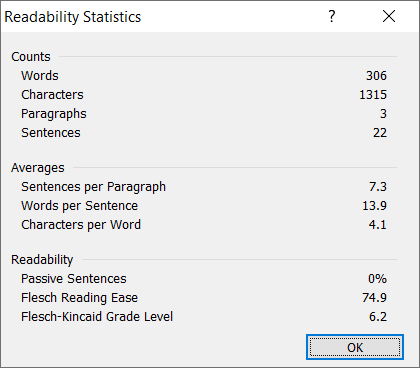 Readability Statistics ?
Counts
Words 306
Characters 1315
Paragraphs 3
Sentences 22
Averages
Sentences per Paragraph 7.3
Words per Sentence 13.9
Characters per Word 4.1
Readability
Passive Sentences 0%
Flesch Reading Ease 74.9
Flesch-Kincaid Grade Level 6.2
OK